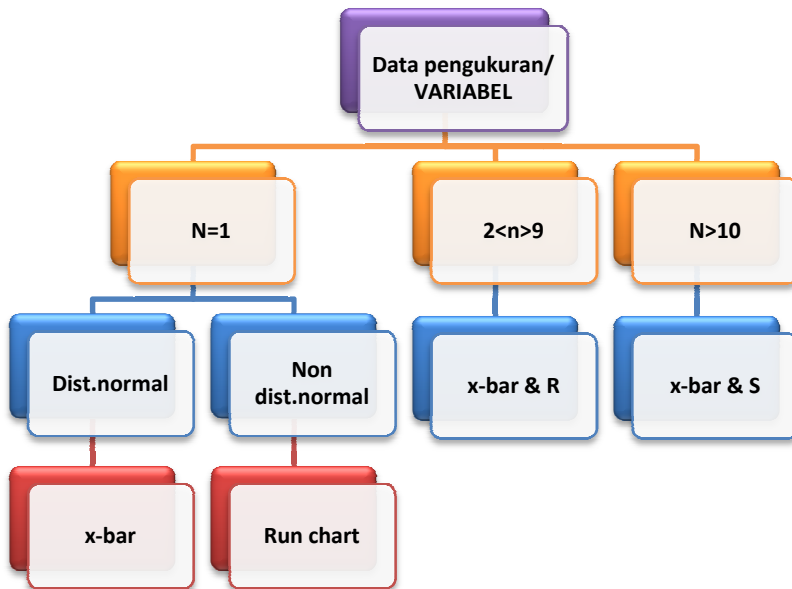 Data pengukuran/
VARIABEL
N=1
2<n>9
N>10
Dist.normal
Non
dist.normal
x-bar & R
x-bar & S
x-bar
Run chart